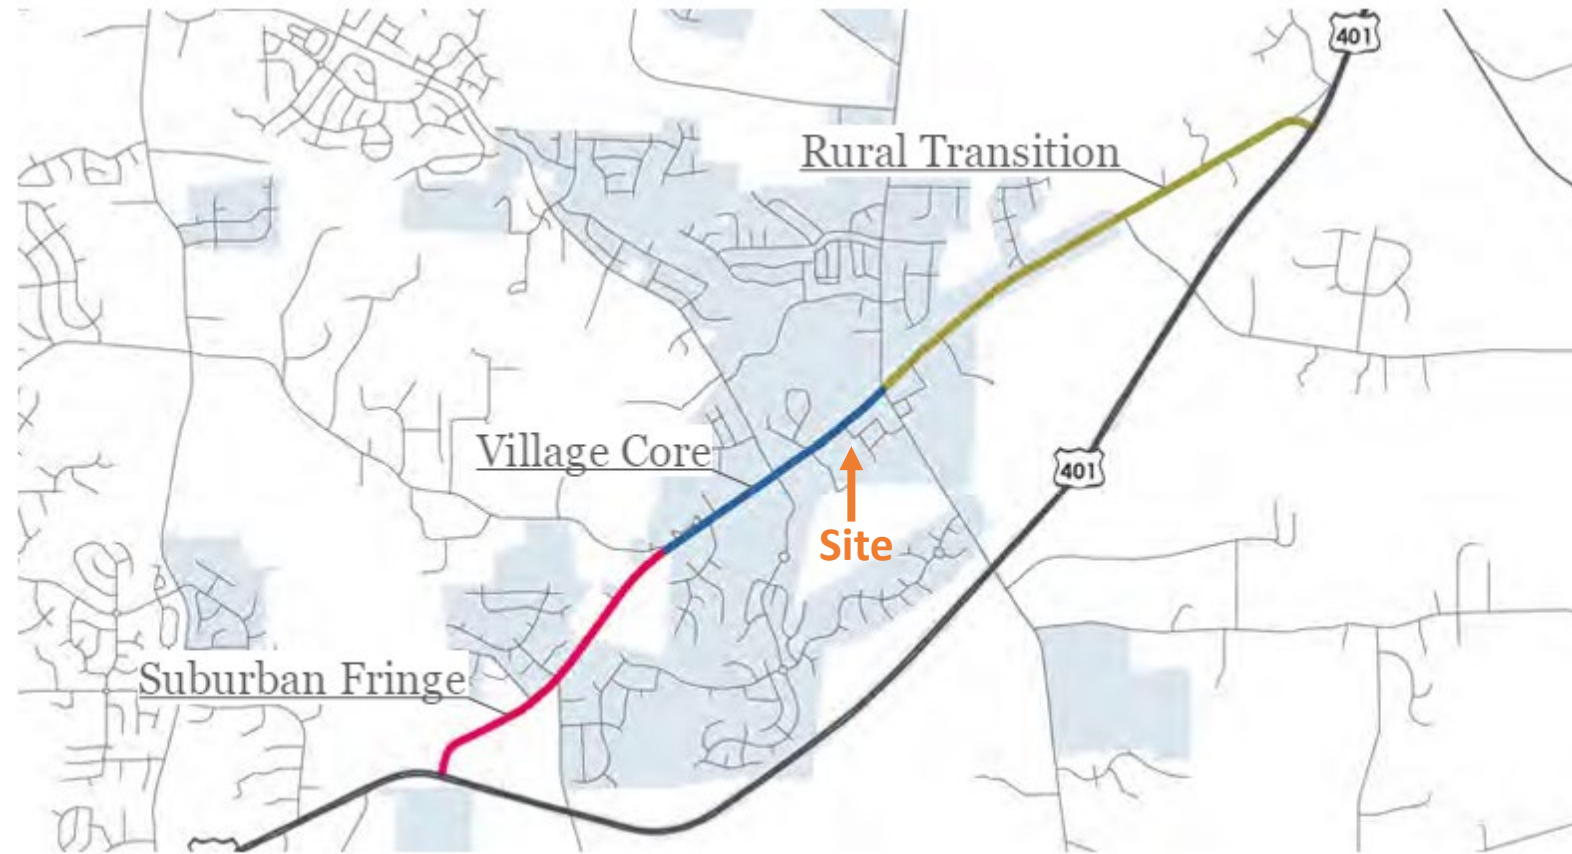 401
Rural Transition
Village Core
401
Site
Suburban Fringe